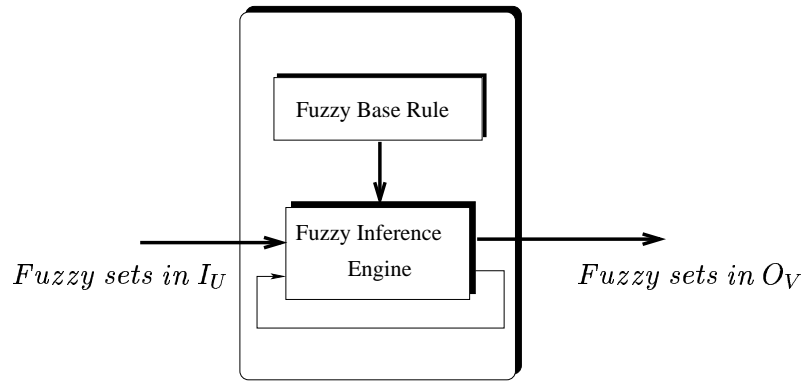 Fuzzy Base Rule
Fuzzy Inference
Engine
Fuzzy sets in I_U
Fuzzy sets in O_V